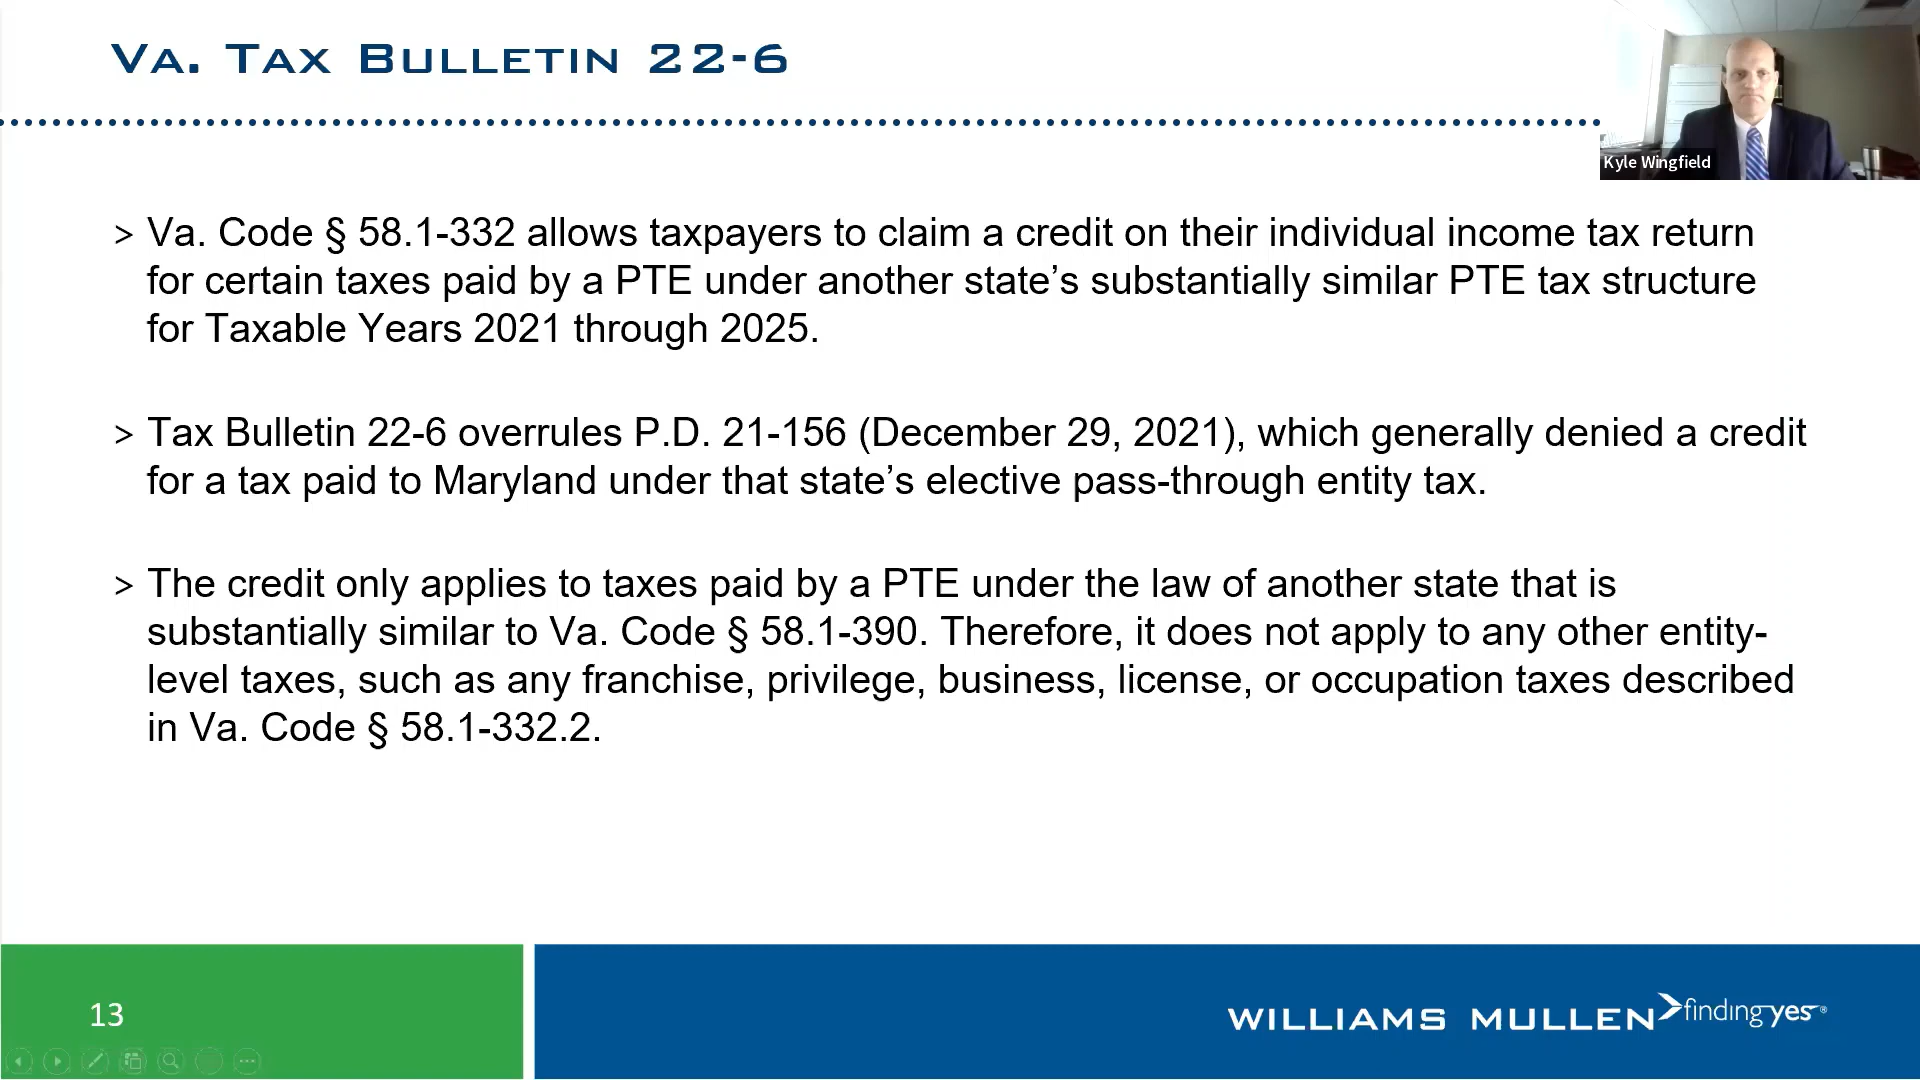 VA. TAX BULLETIN 22-6
Kyle Wingfield
> Va. Code § 58.1-332 allows taxpayers to claim a credit on their individual income tax return
for certain taxes paid by a PTE under another state’s substantially similar PTE tax structure
for Taxable Years 2021 through 2025.
> Tax Bulletin 22-6 overrules P.D. 21-156 (December 29, 2021), which generally denied a credit
for a tax paid to Maryland under that state’s elective pass-through entity tax.
> The credit only applies to taxes paid by a PTE under the law of another state that is
substantially similar to Va. Code § 58.1-390. Therefore, it does not apply to any other entity-
level taxes, such as any franchise, privilege, business, license, or occupation taxes described
in Va. Code § 58.1-332.2.
13
WILLIAMS MULLEN findingyes®